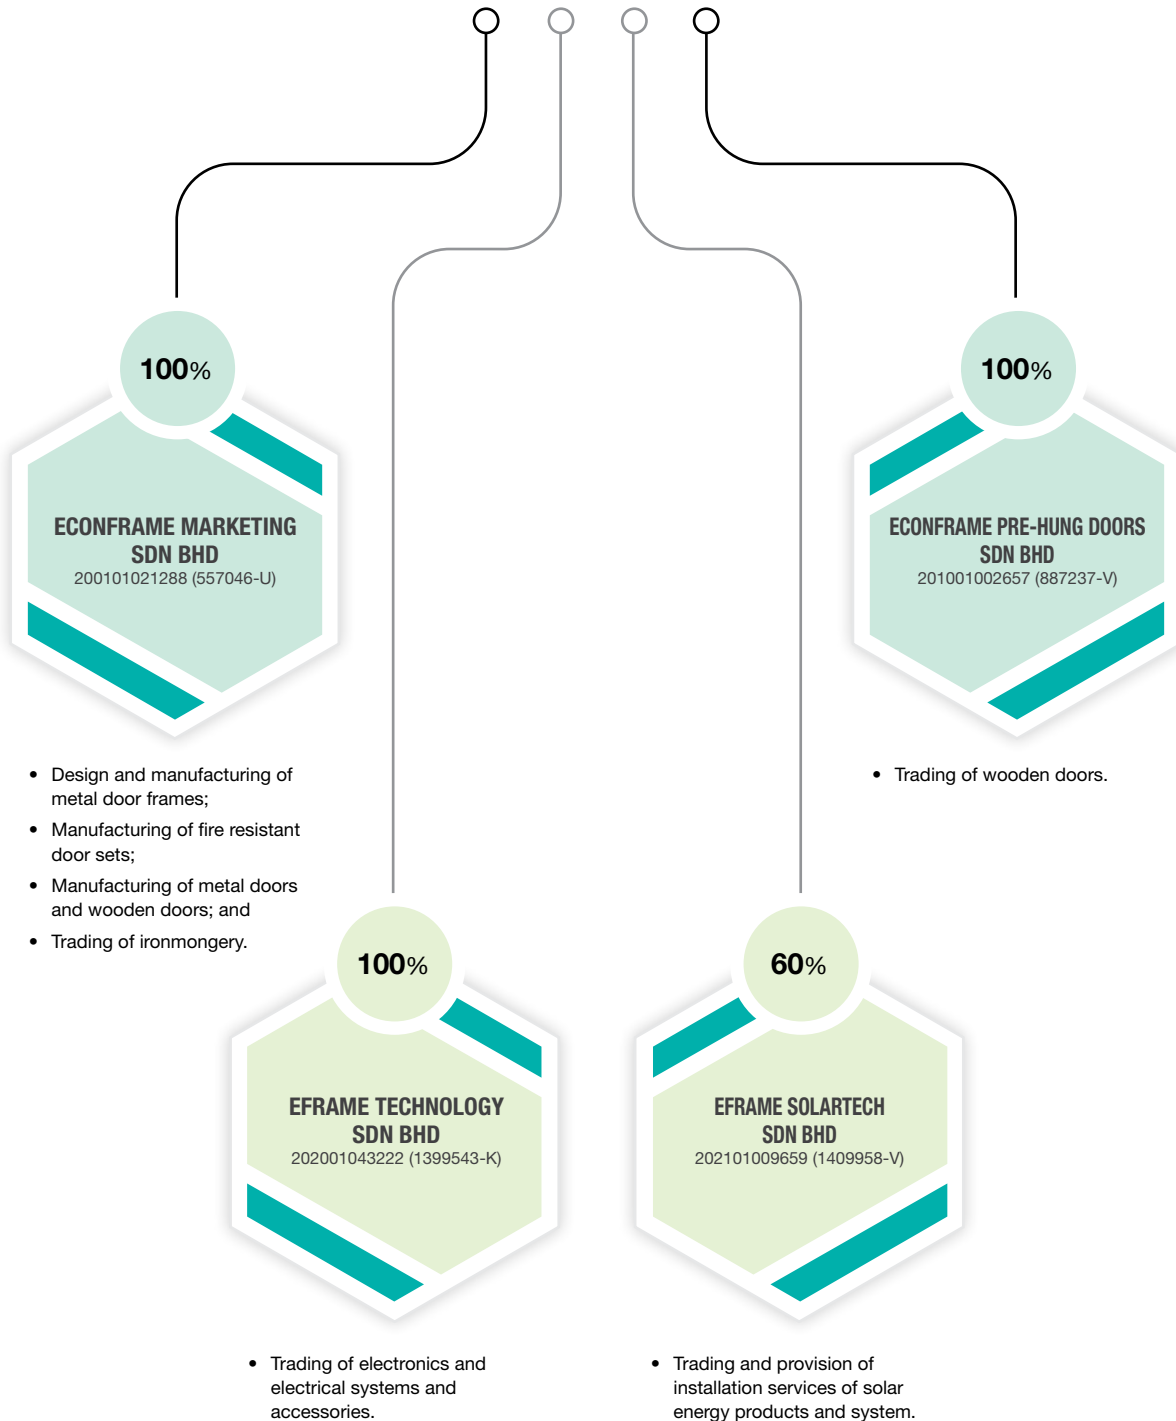 100%
ECONFRAME MARKETING
SDN BHD
200101021288 (557046-U)
• Design and manufacturing of
metal door frames;
• Manufacturing of fire resistant
door sets;
• Manufacturing of metal doors
and wooden doors; and
• Trading of ironmongery.
100%
ECONFRAME PRE-HUNG DOORS
SDN BHD
201001002657 (887237-V)
• Trading of wooden doors.
100%
EFRAME TECHNOLOGY
SDN BHD
202001043222 (1399543-K)
• Trading of electronics and
electrical systems and
accessories.
60%
EFRAME SOLARTECH
SDN BHD
202101009659 (1409958-V)
• Trading and provision of
installation services of solar
energy products and system.